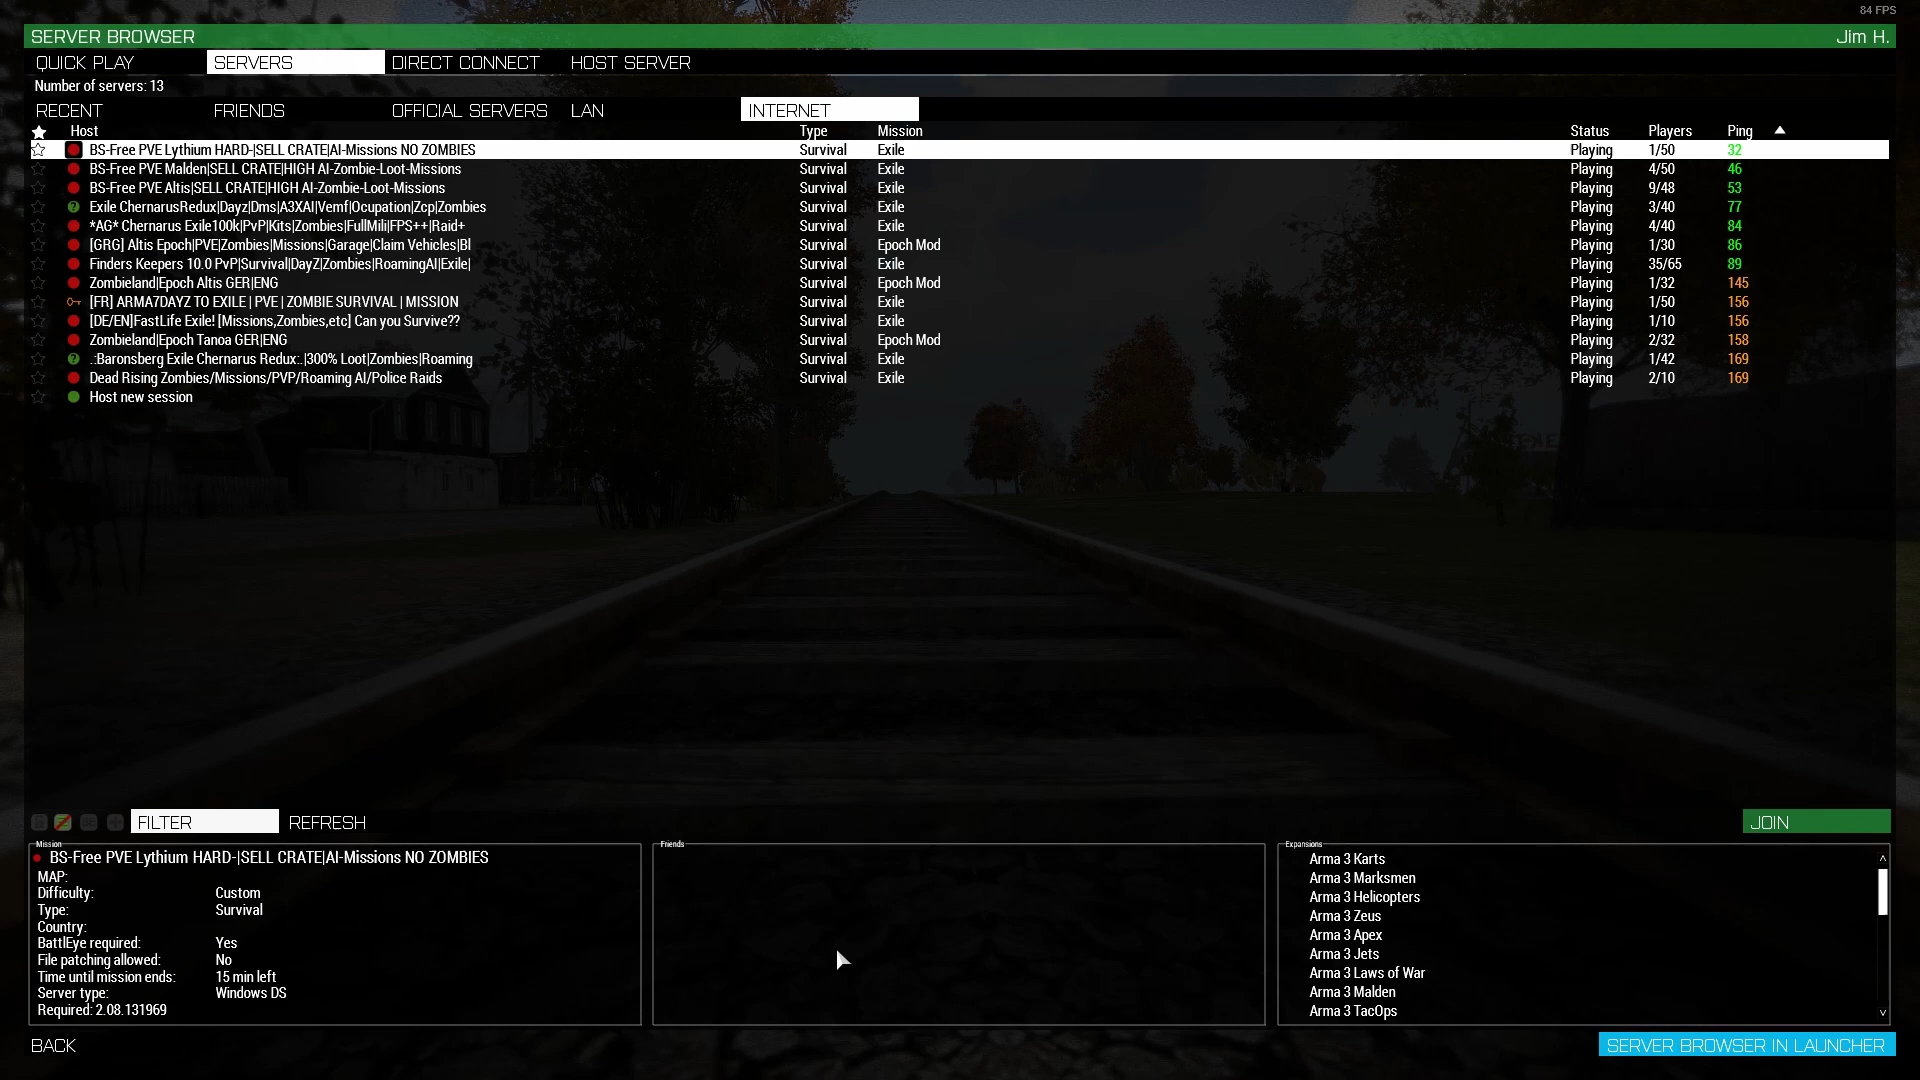 84 FPS
SERVER BROWSER Jim H.
QUICK PLAY SERVERS DIRECT CONNECT HOST SERVER
Number of servers: 13
RECENT FRIENDS OFFICIAL SERVERS LAN INTERNET
Host Type Mission Status Players Ping
BS-Free PVE Lythium HARD-|SELL CRATE|AI-Missions NO ZOMBIES Survival Exile Playing 1/50 32
BS-Free PVE Malden|SELL CRATE|HIGH AI-Zombie-Loot-Missions Survival Exile Playing 4/50 46
BS-Free PVE Altis|SELL CRATE|HIGH AI-Zombie-Loot-Missions Survival Exile Playing 9/48 53
? Exile ChernarusRedux|Dayz|Dms|A3XAI|Vemf|Ocupation|Zcp|Zombies Survival Exile Playing 3/40 77
*AG* Chernarus Exile100k|PvP|Kits|Zombies|FullMili|FPS++|Raid+ Survival Exile Playing 4/40 84
[GRG] Altis Epoch|PVE|Zombies|Missions|Garage|Claim Vehicles|Bl Survival Epoch Mod Playing 1/30 86
Finders Keepers 10.0 PvP|Survival|DayZ|Zombies|RoamingAI|Exile| Survival Exile Playing 35/65 89
Zombieland|Epoch Altis GER|ENG Survival Epoch Mod Playing 1/32 145
[FR] ARMA7DAYZ TO EXILE | PVE | ZOMBIE SURVIVAL | MISSION Survival Exile Playing 1/50 156
[DE/EN]FastLife Exile! [Missions,Zombies,etc] Can you Survive?? Survival Exile Playing 1/10 156
Zombieland|Epoch Tanoa GER|ENG Survival Epoch Mod Playing 2/32 158
? .:Baronsberg Exile Chernarus Redux:.|300% Loot|Zombies|Roaming Survival Exile Playing 1/42 169
Dead Rising Zombies/Missions/PVP/Roaming AI/Police Raids Survival Exile Playing 2/10 169
Host new session
FILTER REFRESH JOIN
Mission
BS-Free PVE Lythium HARD-|SELL CRATE|AI-Missions NO ZOMBIES
MAP:
Difficulty: Custom
Type: Survival
Country:
BattlEye required: Yes
File patching allowed: No
Time until mission ends: 15 min left
Server type: Windows DS
Required: 2.08.131969
Friends
Expansions
Arma 3 Karts
Arma 3 Marksmen
Arma 3 Helicopters
Arma 3 Zeus
Arma 3 Apex
Arma 3 Jets
Arma 3 Laws of War
Arma 3 Malden
Arma 3 TacOps
BACK SERVER BROWSER IN LAUNCHER